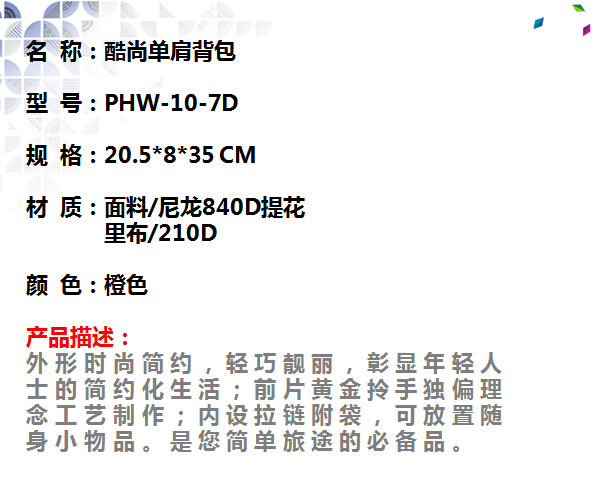 名 称：酷尚单肩背包
型 号：PHW-10-7D
规 格：20.5*8*35 CM
材 质：面料/尼龙840D提花
里布/210D
颜 色：橙色
产品描述：
外形时尚简约，轻巧靓丽，彰显年轻人
士的简约化生活；前片黄金拎手独偏理
念工艺制作；内设拉链附袋，可放置随
身小物品。是您简单旅途的必备品。